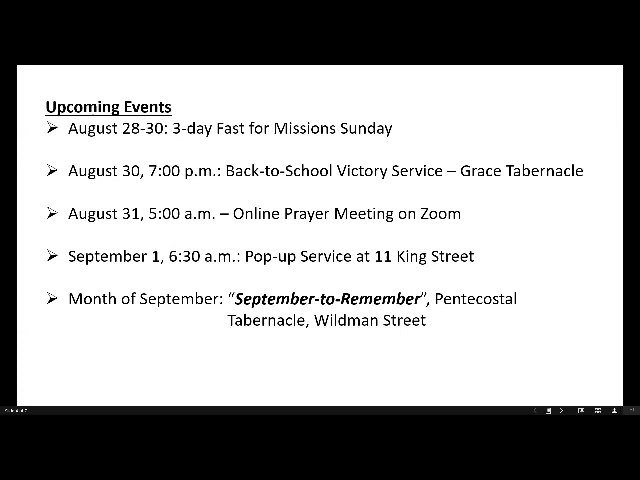 Upcoming Events
➢ August 28-30: 3-day Fast for Missions Sunday
➢ August 30, 7:00 p.m.: Back-to-School Victory Service – Grace Tabernacle
➢ August 31, 5:00 a.m. – Online Prayer Meeting on Zoom
➢ September 1, 6:30 a.m.: Pop-up Service at 11 King Street
➢ Month of September: “September-to-Remember”, Pentecostal
Tabernacle, Wildman Street